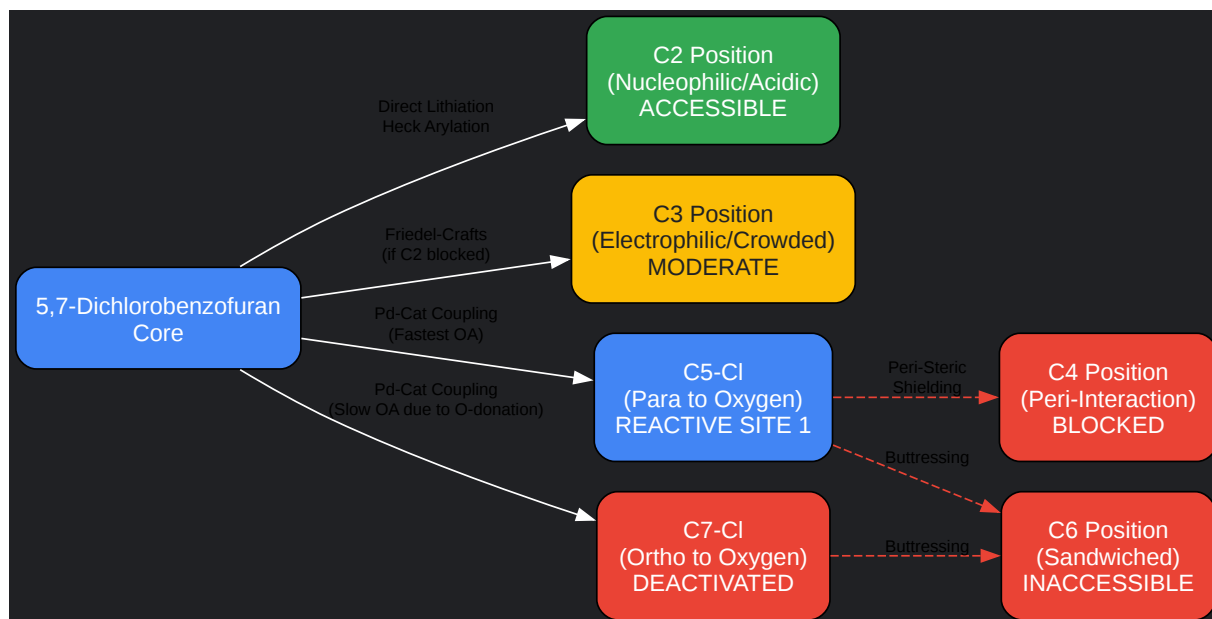 5,7-Dichlorobenzofuran
Core
Direct Lithiation
Heck Arylation
C2 Position
(Nucleophilic/Acidic)
ACCESSIBLE
Friedel-Crafts
(if C2 blocked)
C3 Position
(Electrophilic/Crowded)
MODERATE
Pd-Cat Coupling
(Fastest OA)
C5-Cl
(Para to Oxygen)
REACTIVE SITE 1
Peri-Steric
Shielding
C4 Position
(Peri-Interaction)
BLOCKED
Pd-Cat Coupling
(Slow OA due to O-donation)
C7-Cl
(Ortho to Oxygen)
DEACTIVATED
Buttressing
Buttressing
C6 Position
(Sandwiched)
INACCESSIBLE